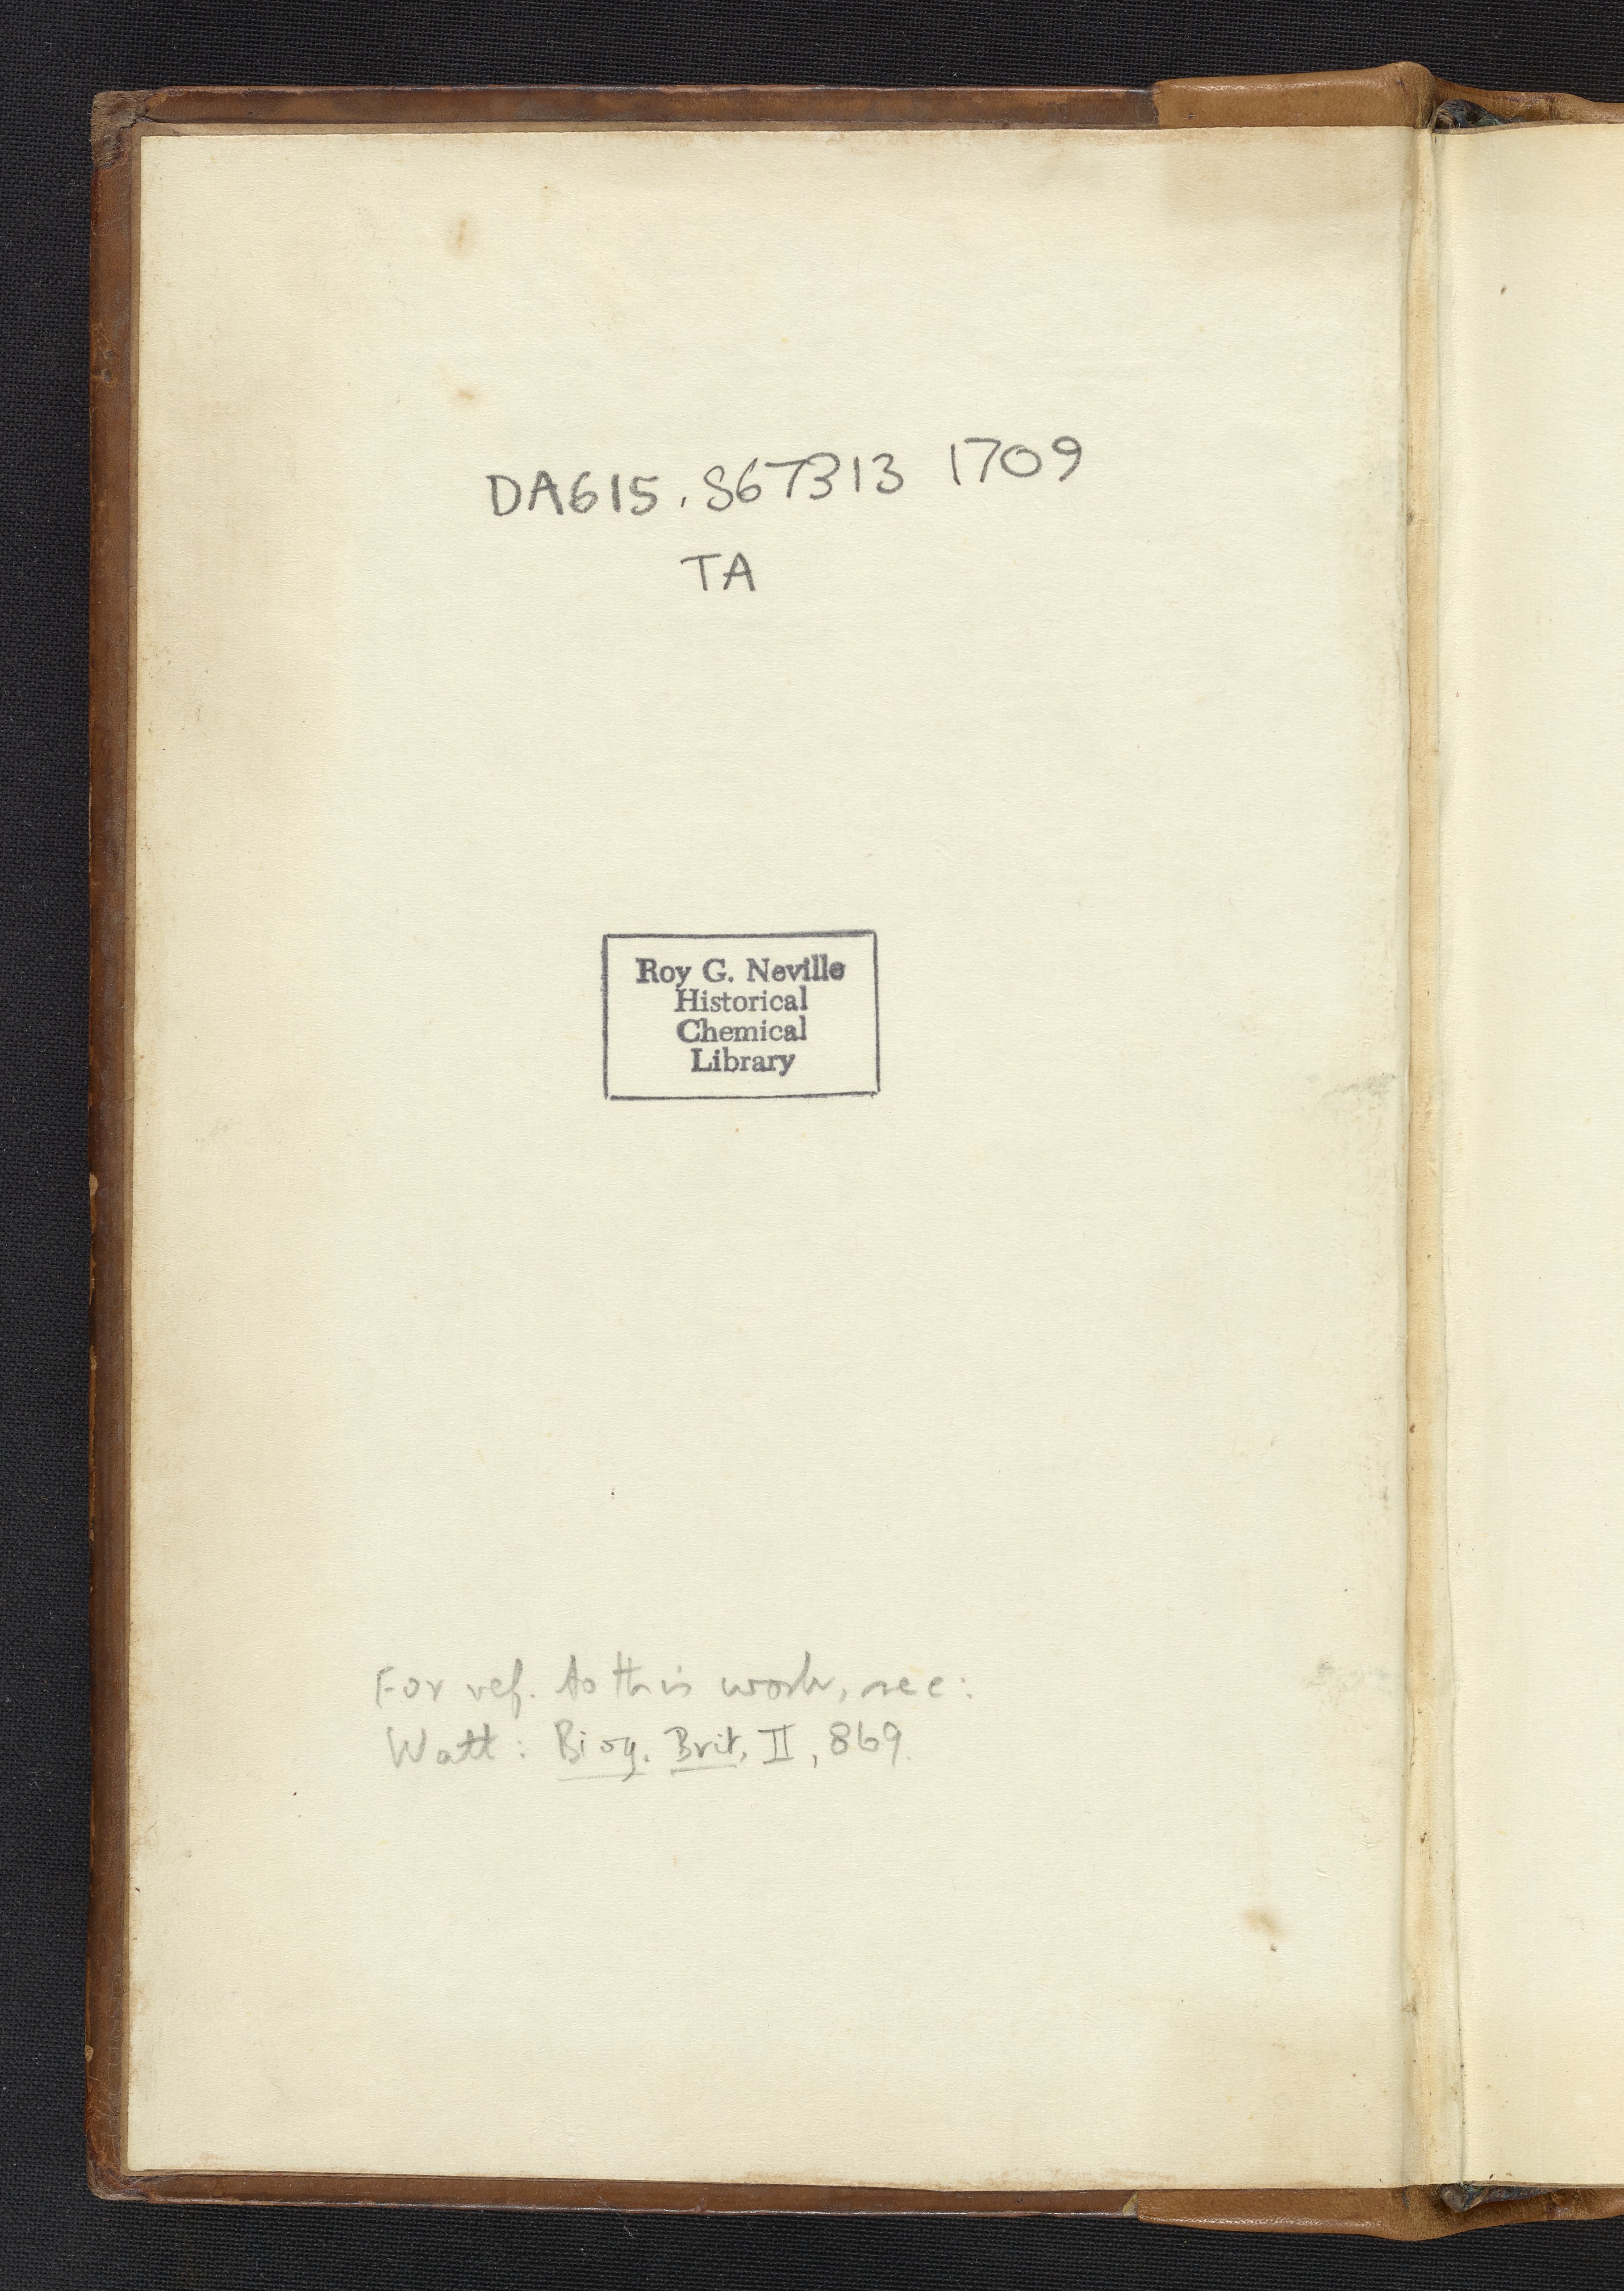 DA615.S67313 1709
TA
Roy G. Neville
Historical
Chemical
Library
For ref. to this work, see:
Watt: Biog. Brit. II, 869.